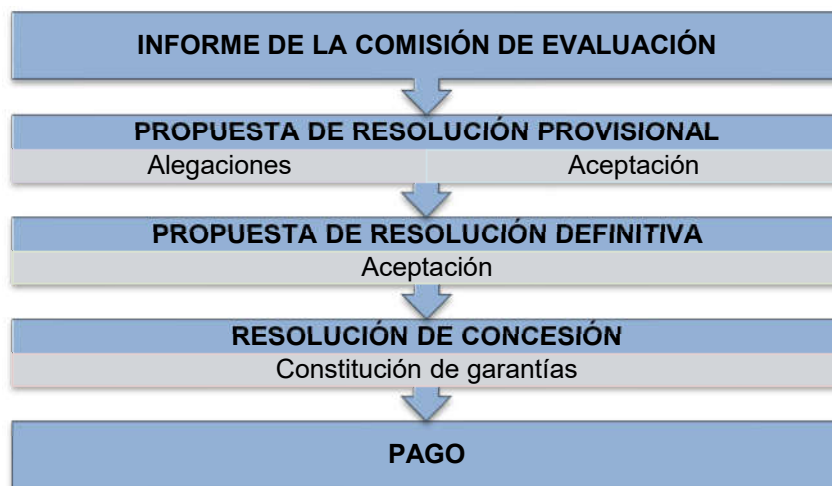 INFORME DE LA COMISIÓN DE EVALUACIÓN
PROPUESTA DE RESOLUCIÓN PROVISIONAL
Alegaciones Aceptación
PROPUESTA DE RESOLUCIÓN DEFINITIVA
Aceptación
RESOLUCIÓN DE CONCESIÓN
Constitución de garantías
PAGO